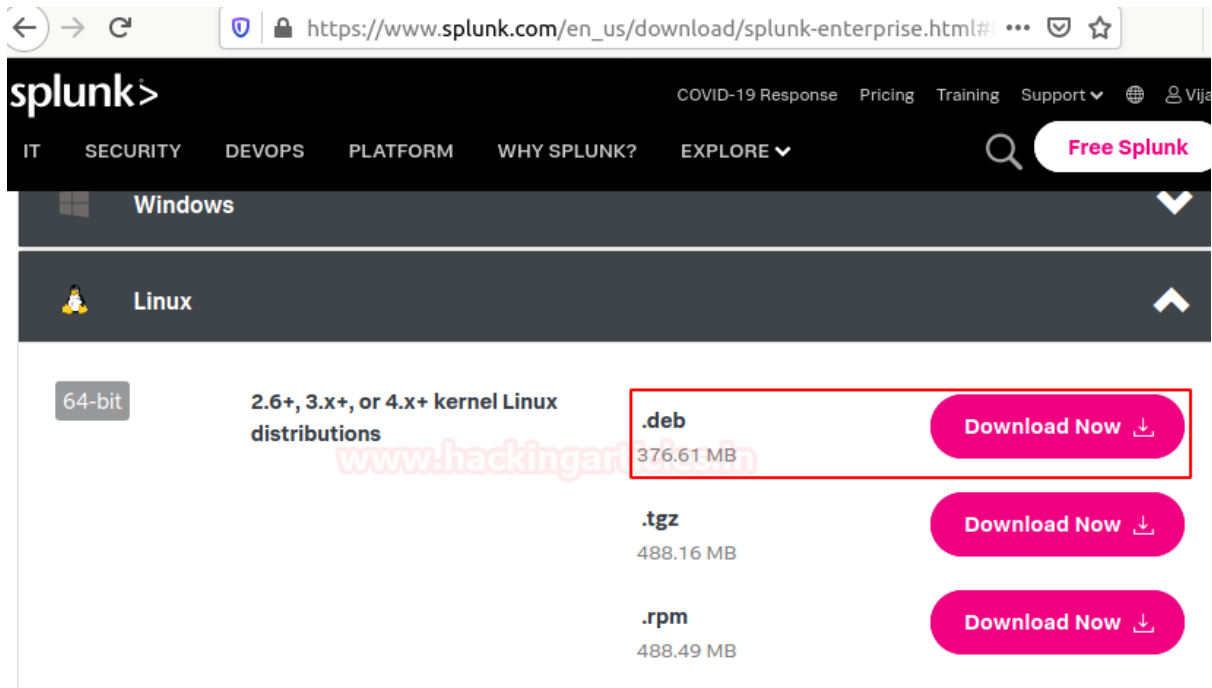 https://www.splunk.com/en_us/download/splunk-enterprise.html#
splunk>
COVID-19 Response Pricing Training Support Vija
IT SECURITY DEVOPS PLATFORM WHY SPLUNK? EXPLORE Free Splunk
Windows
Linux
64-bit
2.6+, 3.x+, or 4.x+ kernel Linux
distributions
.deb
Download Now
376.61 MB
www.hackingarticles.in
.tgz
Download Now
488.16 MB
.rpm
Download Now
488.49 MB